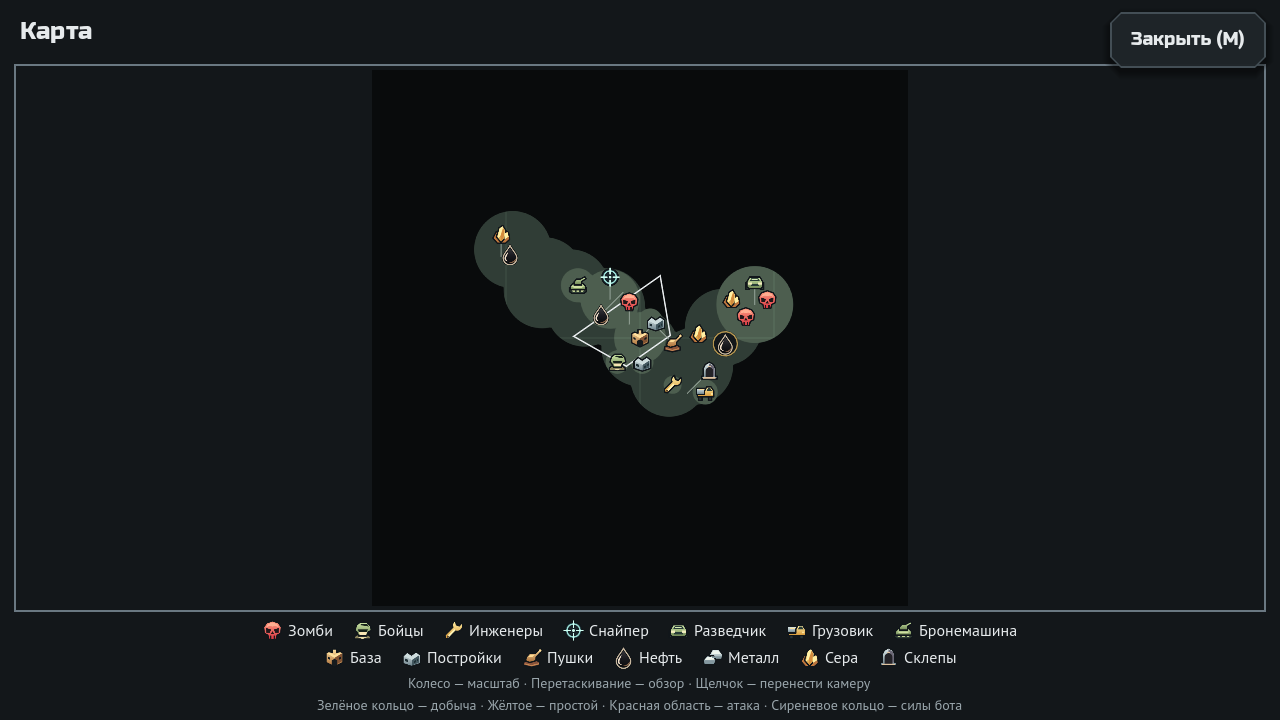 Карта
Закрыть (M)
Зомби Бойцы Инженеры Снайпер Разведчик Грузовик Бронемашина
База Постройки Пушки Нефть Металл Сера Склепы
Колесо — масштаб · Перетаскивание — обзор · Щелчок — перенести камеру
Зелёное кольцо — добыча · Жёлтое — простой · Красная область — атака · Сиреневое кольцо — силы бота